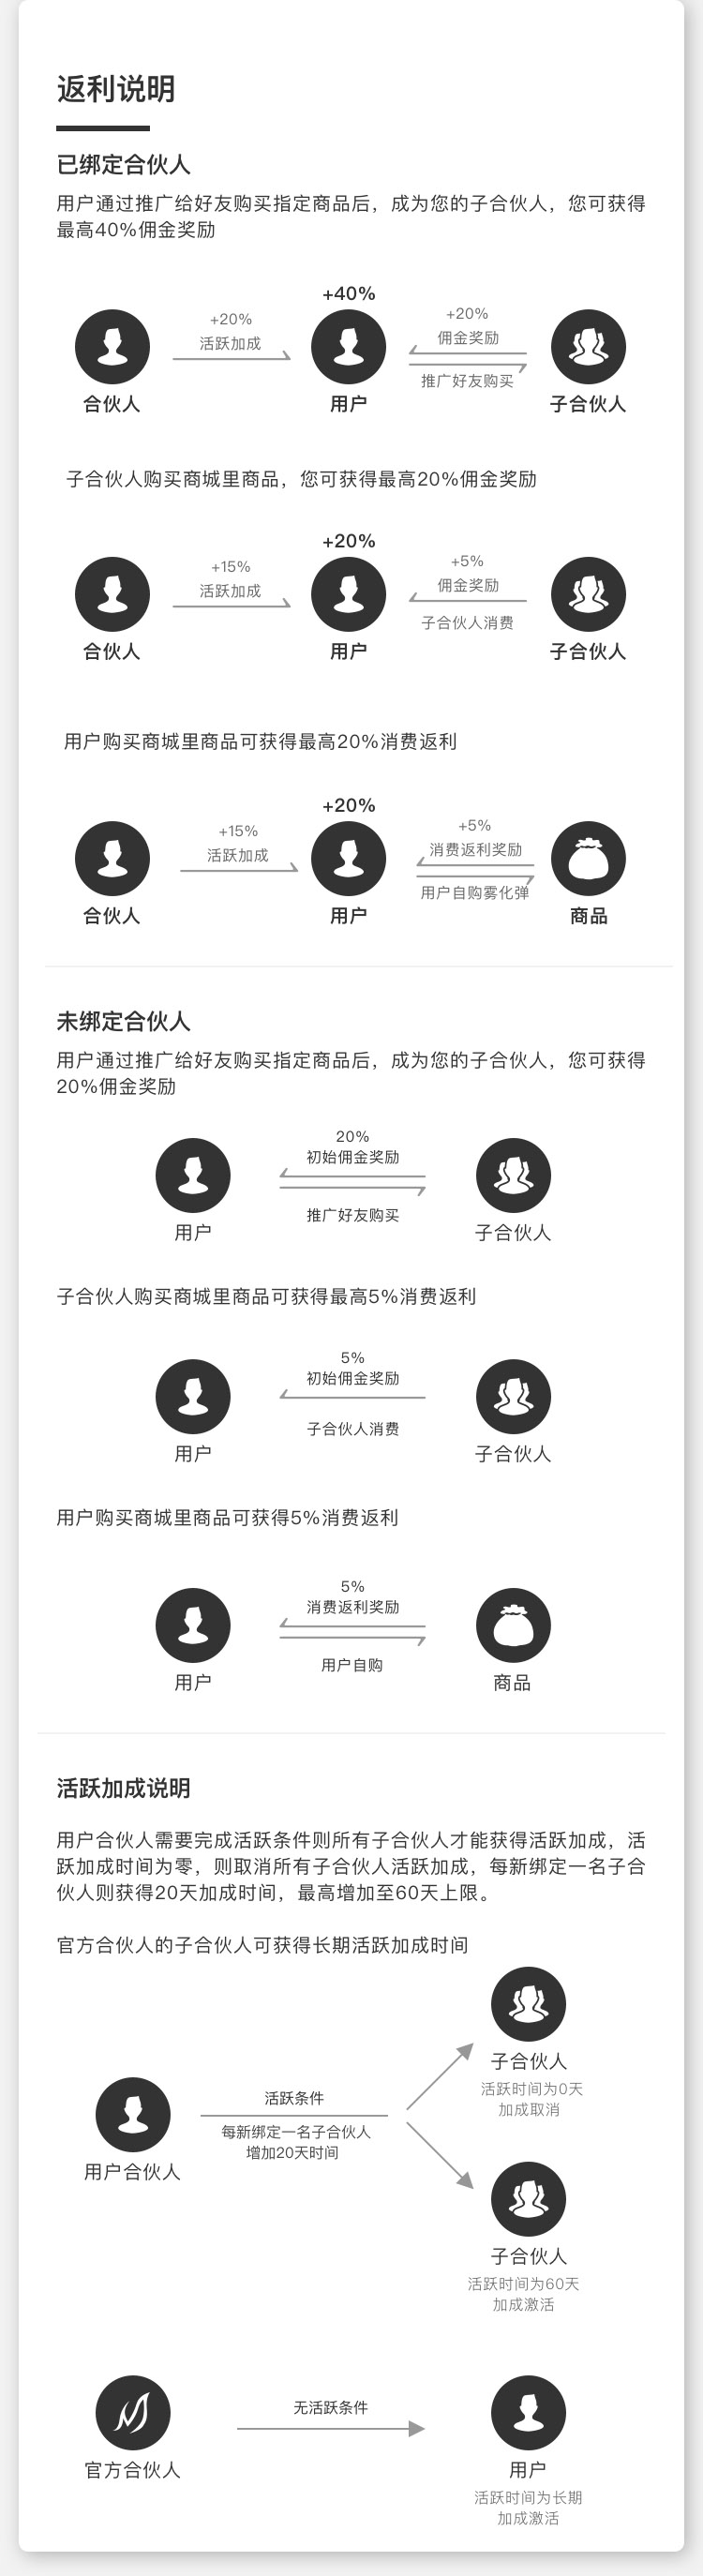 返利说明
已绑定合伙人
用户通过推广给好友购买指定商品后，成为您的子合伙人，您可获得
最高40%佣金奖励
+40%
+20%
活跃加成
+20%
佣金奖励
推广好友购买
合伙人
用户
子合伙人
子合伙人购买商城里商品，您可获得最高20%佣金奖励
+20%
+15%
活跃加成
+5%
佣金奖励
子合伙人消费
合伙人
用户
子合伙人
用户购买商城里商品可获得最高20%消费返利
+20%
+15%
活跃加成
+5%
消费返利奖励
用户自购雾化弹
合伙人
用户
商品
未绑定合伙人
用户通过推广给好友购买指定商品后，成为您的子合伙人，您可获得
20%佣金奖励
20%
初始佣金奖励
推广好友购买
用户
子合伙人
子合伙人购买商城里商品可获得最高5%消费返利
5%
初始佣金奖励
子合伙人消费
用户
子合伙人
用户购买商城里商品可获得5%消费返利
5%
消费返利奖励
用户自购
用户
商品
活跃加成说明
用户合伙人需要完成活跃条件则所有子合伙人才能获得活跃加成，活
跃加成时间为零，则取消所有子合伙人活跃加成，每新绑定一名子合
伙人则获得20天加成时间，最高增加至60天上限。
官方合伙人的子合伙人可获得长期活跃加成时间
子合伙人
活跃时间为0天
加成取消
活跃条件
每新绑定一名子合伙人
增加20天时间
用户合伙人
子合伙人
活跃时间为60天
加成激活
无活跃条件
官方合伙人
用户
活跃时间为长期
加成激活